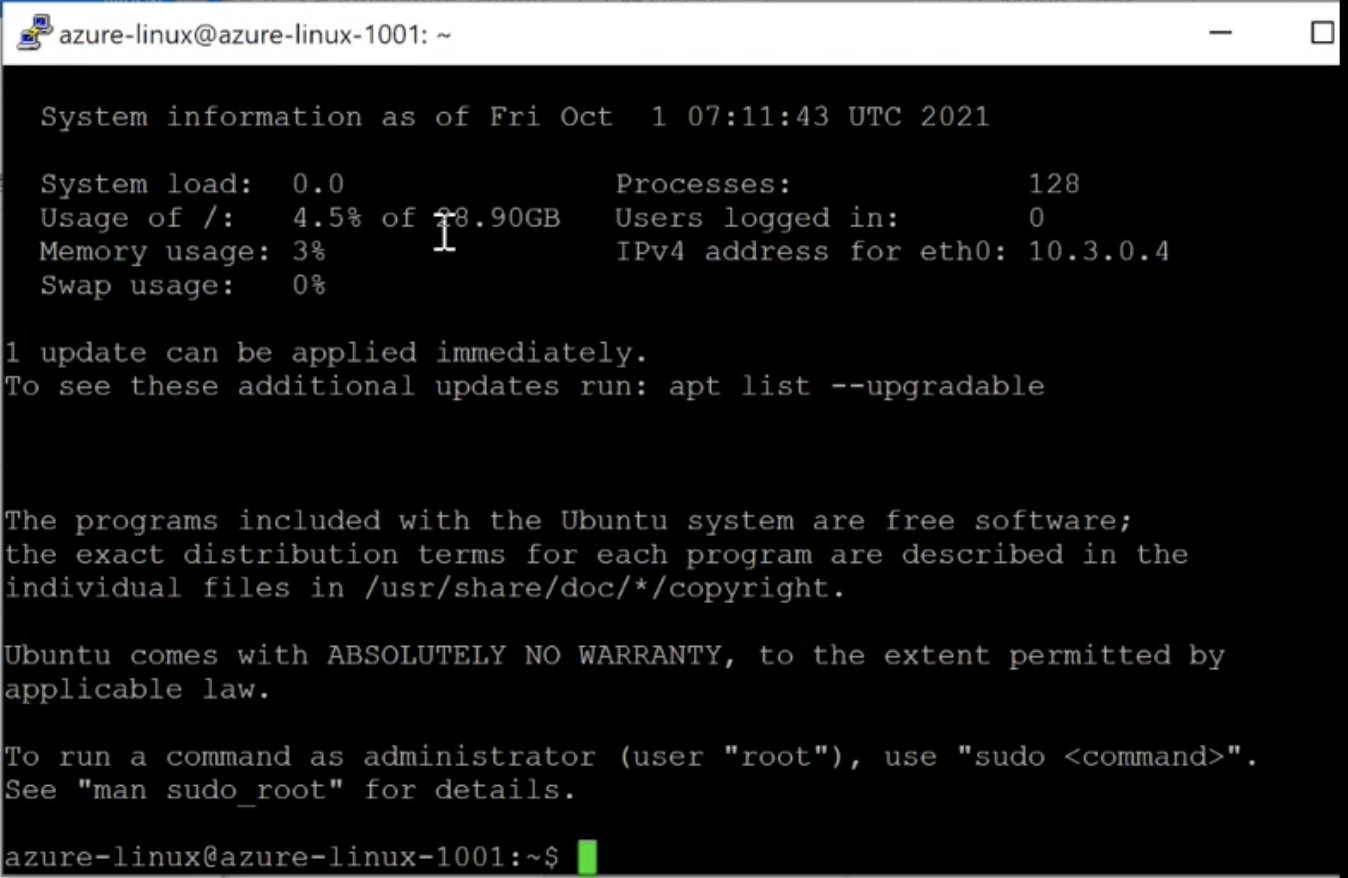 azure-linux@azure-linux-1001: ~
System information as of Fri Oct  1 07:11:43 UTC 2021
System load:  0.0               Processes:             128
Usage of /:   4.5% of 28.90GB   Users logged in:       0
Memory usage: 3%                IPv4 address for eth0: 10.3.0.4
Swap usage:   0%
1 update can be applied immediately.
To see these additional updates run: apt list --upgradable
The programs included with the Ubuntu system are free software;
the exact distribution terms for each program are described in the
individual files in /usr/share/doc/*/copyright.
Ubuntu comes with ABSOLUTELY NO WARRANTY, to the extent permitted by
applicable law.
To run a command as administrator (user "root"), use "sudo <command>".
See "man sudo_root" for details.
azure-linux@azure-linux-1001:~$